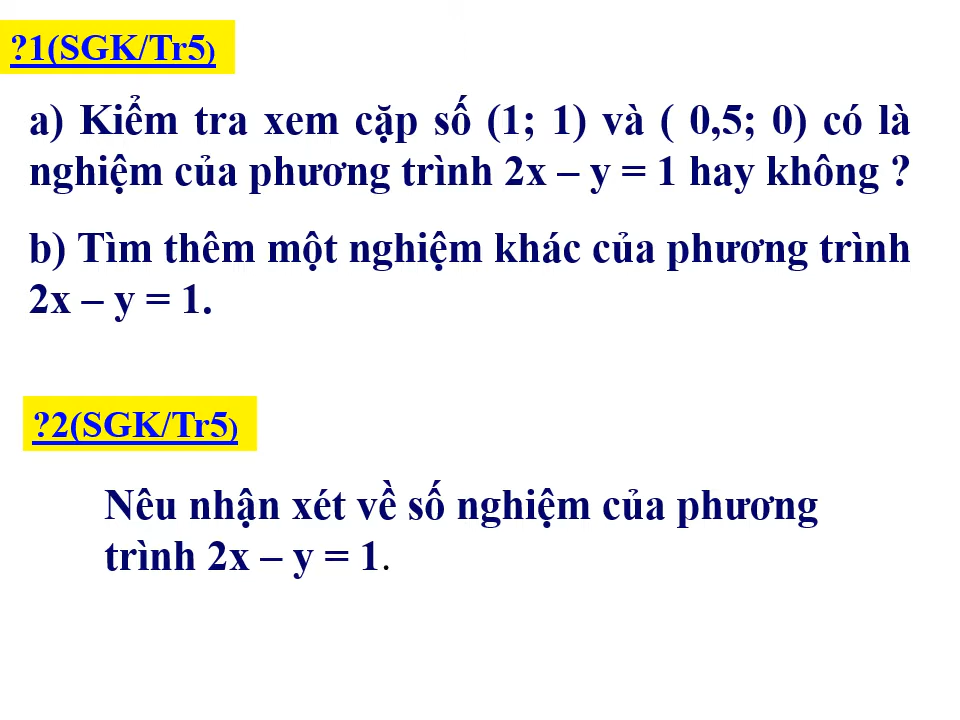 ?1(SGK/Tr5)
a) Kiểm tra xem cặp số (1; 1) và ( 0,5; 0) có là
nghiệm của phương trình 2x – y = 1 hay không ?
b) Tìm thêm một nghiệm khác của phương trình
2x – y = 1.
?2(SGK/Tr5)
Nêu nhận xét về số nghiệm của phương
trình 2x – y = 1.